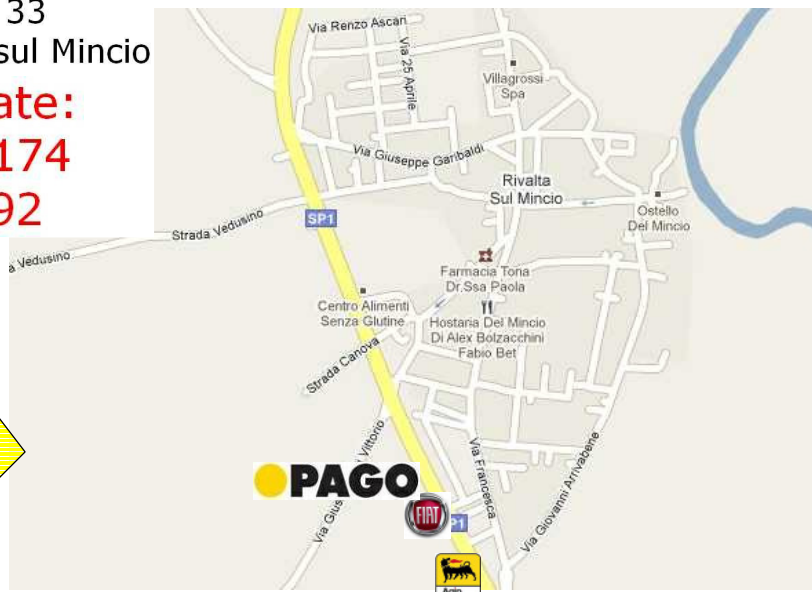 33
sul Mincio
ate:
174
92
Via Renzo Ascari
Via 25 Aprile
Villagrossi
Spa
Via Giuseppe Garibaldi
Rivalta
Sul Mincio
Ostello
Del Mincio
SP1
Strada Vedusino
a Vedusino
Farmacia Tona
Dr.Ssa Paola
Centro Alimenti
Senza Glutine
Hostaria Del Mincio
Di Alex Bolzacchini
Fabio Bet
Strada Canova
Vittorio
Via Gius
Via Francesca
Via Giovanni Arrivabene
PAGO
FIAT
P1
Agip